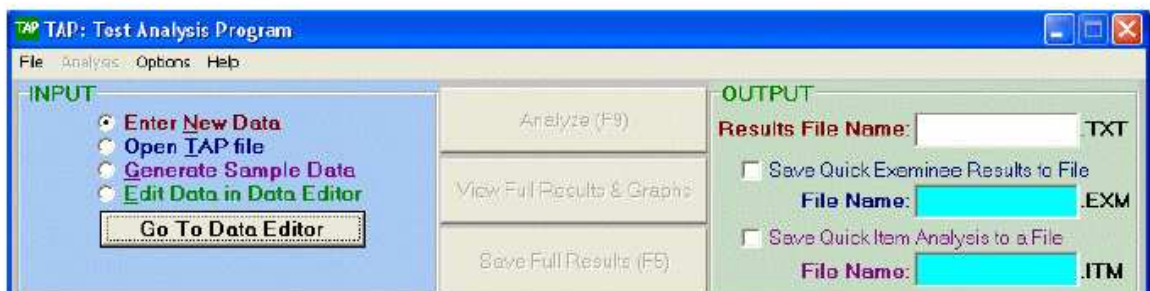 TAP TAP: Test Analysis Program
File Analysis Options Help
INPUT
Enter New Data
Open TAP file
Generate Sample Data
Edit Data in Data Editor
Go To Data Editor
Analyze (F9)
View Full Results & Graphs
Save Full Results (F5)
OUTPUT
Results File Name: .TXT
Save Quick Examinee Results to File
File Name: .EXM
Save Quick Item Analysis to a File
File Name: .ITM